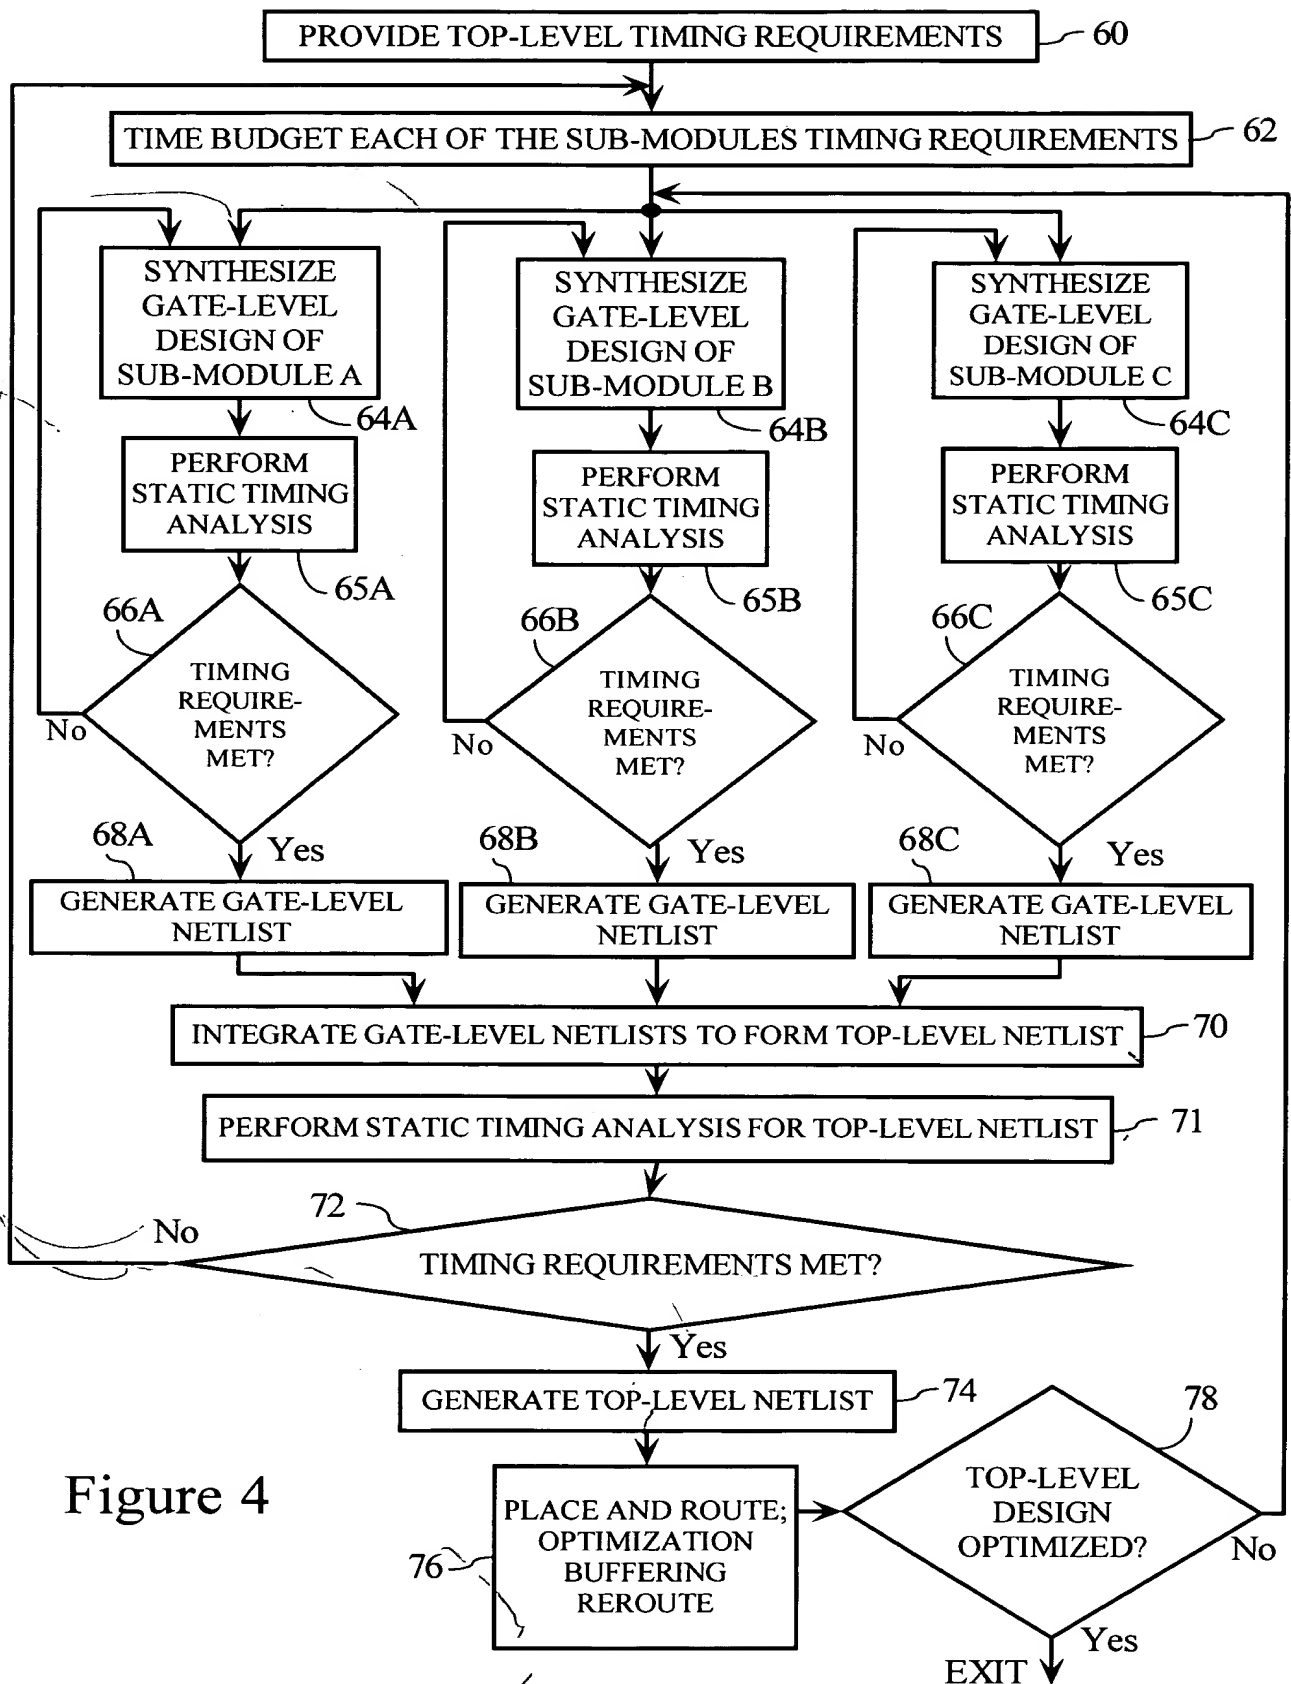 PROVIDE TOP-LEVEL TIMING REQUIREMENTS
60
TIME BUDGET EACH OF THE SUB-MODULES TIMING REQUIREMENTS
62
SYNTHESIZE
GATE-LEVEL
DESIGN OF
SUB-MODULE A
64A
SYNTHESIZE
GATE-LEVEL
DESIGN OF
SUB-MODULE B
64B
SYNTHESIZE
GATE-LEVEL
DESIGN OF
SUB-MODULE C
64C
PERFORM
STATIC TIMING
ANALYSIS
65A
PERFORM
STATIC TIMING
ANALYSIS
65B
PERFORM
STATIC TIMING
ANALYSIS
65C
66A
TIMING
REQUIRE-
MENTS
MET?
No
Yes
66B
TIMING
REQUIRE-
MENTS
MET?
No
Yes
66C
TIMING
REQUIRE-
MENTS
MET?
No
Yes
68A
GENERATE GATE-LEVEL
NETLIST
68B
GENERATE GATE-LEVEL
NETLIST
68C
GENERATE GATE-LEVEL
NETLIST
INTEGRATE GATE-LEVEL NETLISTS TO FORM TOP-LEVEL NETLIST
70
PERFORM STATIC TIMING ANALYSIS FOR TOP-LEVEL NETLIST
71
72
No
TIMING REQUIREMENTS MET?
Yes
GENERATE TOP-LEVEL NETLIST
74
78
Figure 4
PLACE AND ROUTE;
OPTIMIZATION
BUFFERING
REROUTE
76
TOP-LEVEL
DESIGN
OPTIMIZED?
No
Yes
EXIT